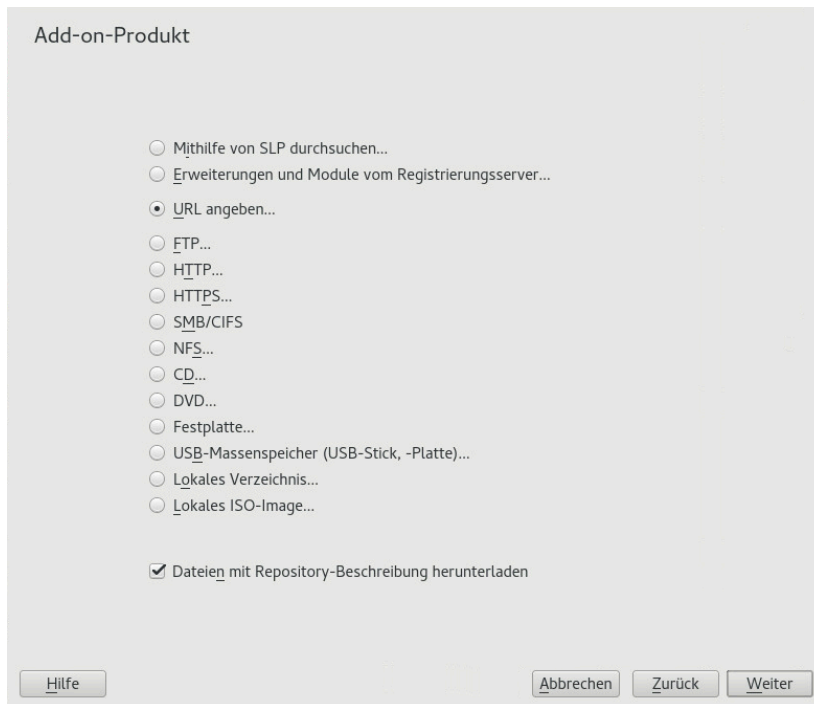 Add-on-Produkt
Mithilfe von SLP durchsuchen...
Erweiterungen und Module vom Registrierungsserver...
URL angeben...
FTP...
HTTP...
HTTPS...
SMB/CIFS
NFS...
CD...
DVD...
Festplatte...
USB-Massenspeicher (USB-Stick, -Platte)...
Lokales Verzeichnis...
Lokales ISO-Image...
Dateien mit Repository-Beschreibung herunterladen
Hilfe Abbrechen Zurück Weiter